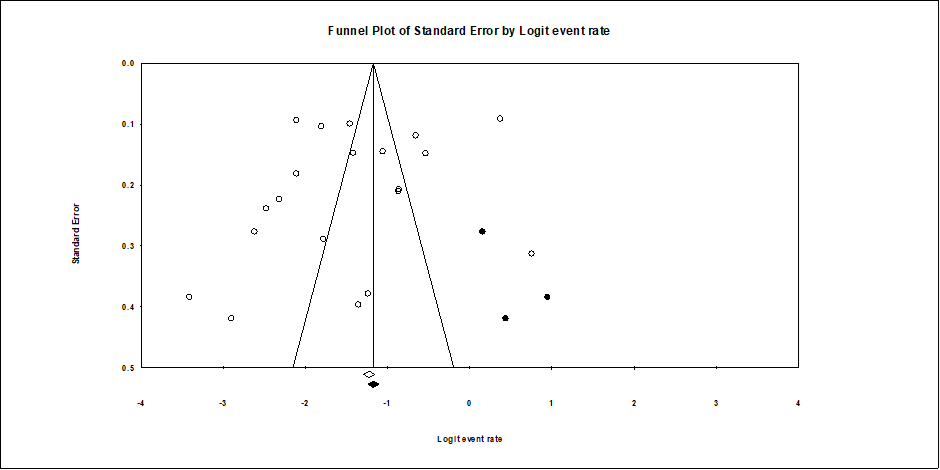 Funnel Plot of Standard Error by Logit event rate
0.0
0.1
0.2
0.3
0.4
0.5
Standard Error
-4 -3 -2 -1 0 1 2 3 4
Logit event rate